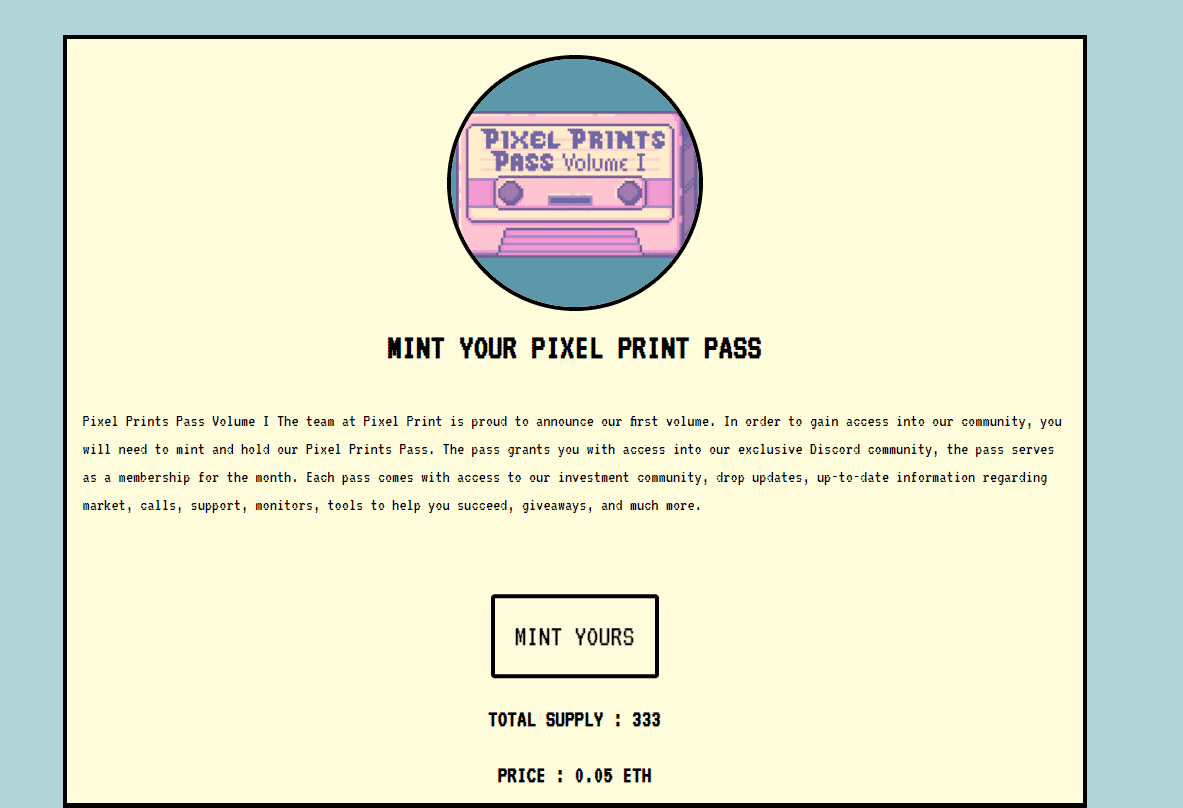 PIXEL PRINTS
PASS Volume I
MINT YOUR PIXEL PRINT PASS
Pixel Prints Pass Volume I The team at Pixel Print is proud to announce our first volume. In order to gain access into our community, you
will need to mint and hold our Pixel Prints Pass. The pass grants you with access into our exclusive Discord community, the pass serves
as a membership for the month. Each pass comes with access to our investment community, drop updates, up-to-date information regarding
market, calls, support, monitors, tools to help you succeed, giveaways, and much more.
MINT YOURS
TOTAL SUPPLY : 333
PRICE : 0.05 ETH